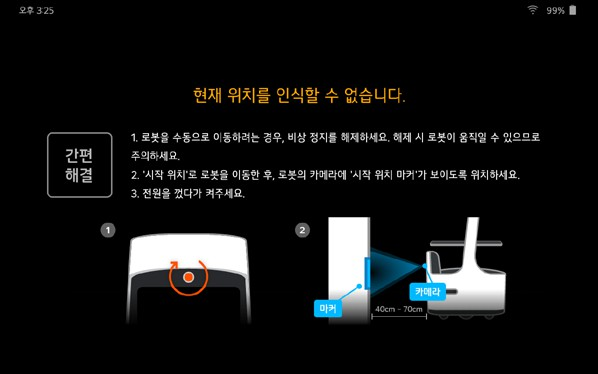 오후 3:25
99%
현재 위치를 인식할 수 없습니다.
간편
해결
1. 로봇을 수동으로 이동하려는 경우, 비상 정지를 해제하세요. 해제 시 로봇이 움직일 수 있으므로
주의하세요.
2. '시작 위치'로 로봇을 이동한 후, 로봇의 카메라에 '시작 위치 마커'가 보이도록 위치하세요.
3. 전원을 껐다가 켜주세요.
1
2
마커
카메라
40cm - 70cm